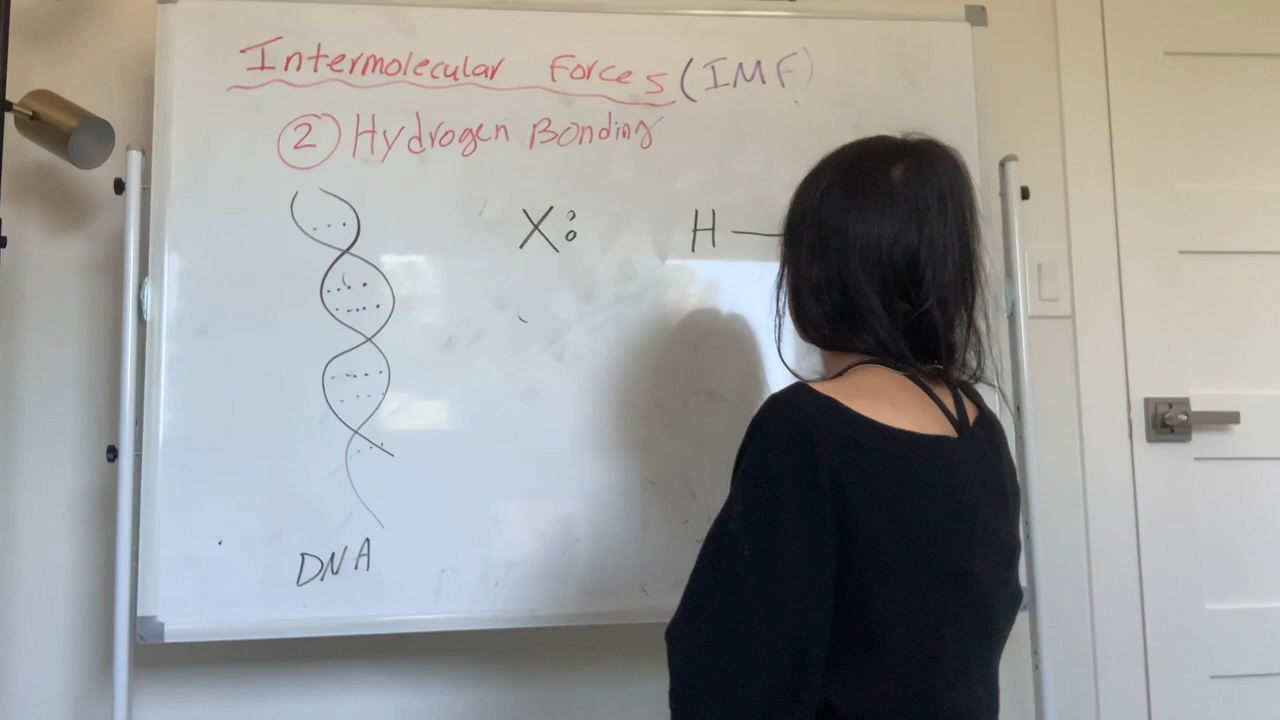 Intermolecular Forces (IMF)
② Hydrogen Bonding
X: H—
DNA